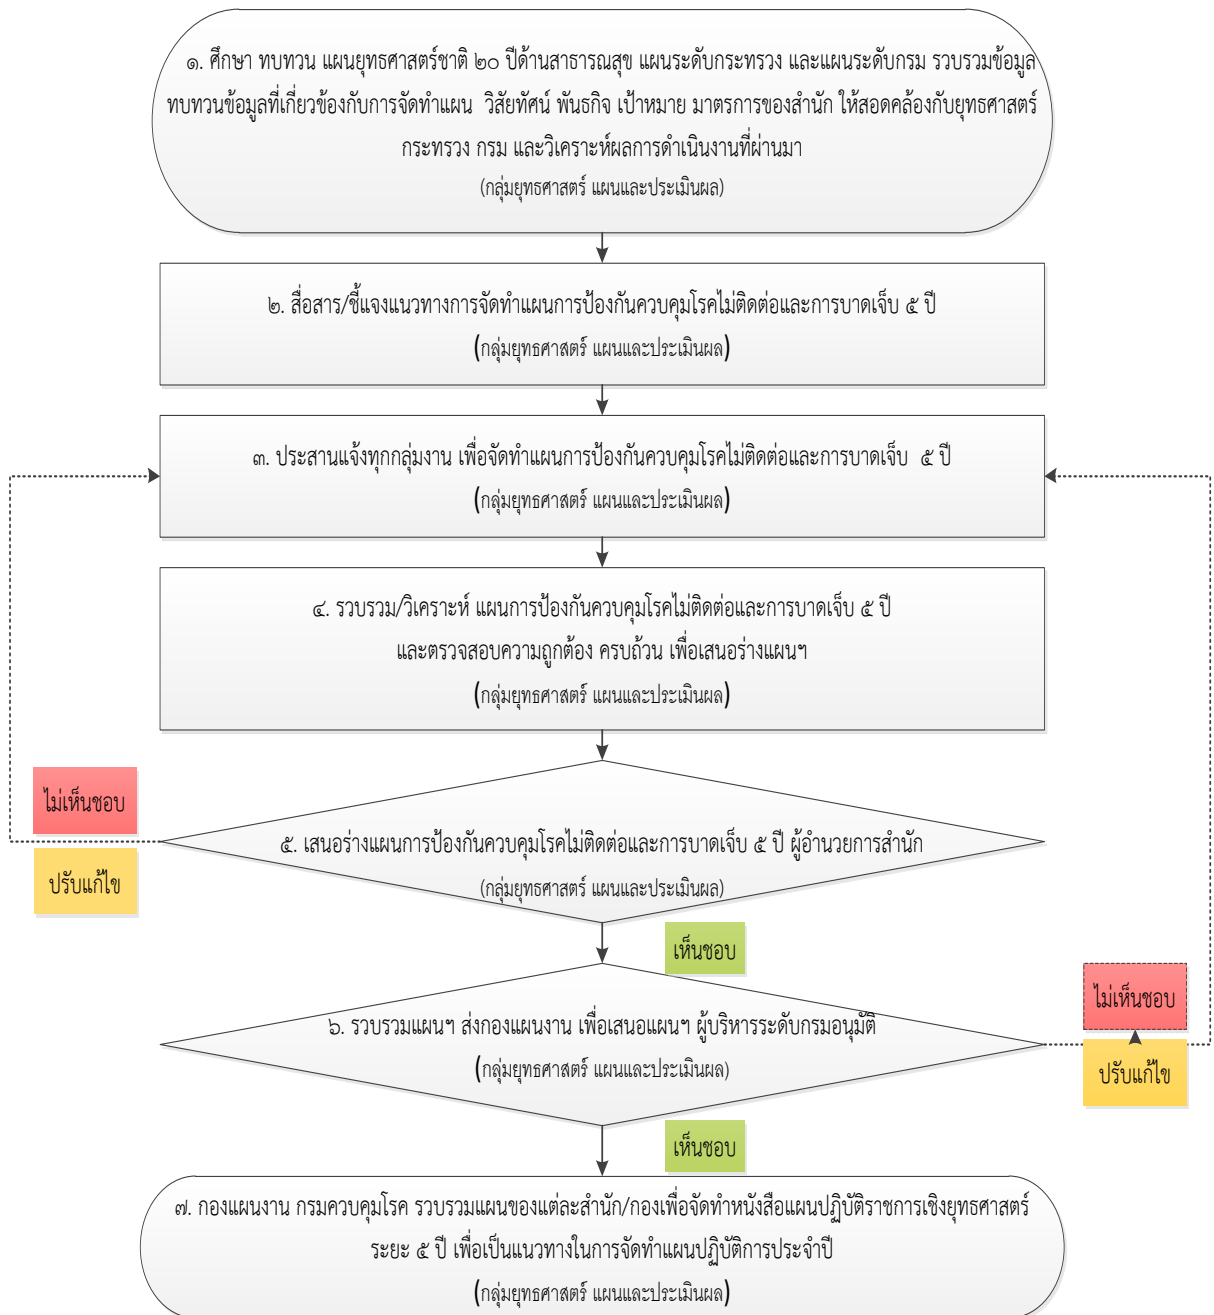 ๑. ศึกษา ทบทวน แผนยุทธศาสตร์ชาติ ๒๐ ปีด้านสาธารณสุข แผนระดับกระทรวง และแผนระดับกรม รวบรวมข้อมูล
ทบทวนข้อมูลที่เกี่ยวข้องกับการจัดทำแผน วิสัยทัศน์ พันธกิจ เป้าหมาย มาตรการของสำนัก ให้สอดคล้องกับยุทธศาสตร์
กระทรวง กรม และวิเคราะห์ผลการดำเนินงานที่ผ่านมา
(กลุ่มยุทธศาสตร์ แผนและประเมินผล)
๒. สื่อสาร/ชี้แจงแนวทางการจัดทำแผนการป้องกันควบคุมโรคไม่ติดต่อและการบาดเจ็บ ๕ ปี
(กลุ่มยุทธศาสตร์ แผนและประเมินผล)
๓. ประสานแจ้งทุกกลุ่มงาน เพื่อจัดทำแผนการป้องกันควบคุมโรคไม่ติดต่อและการบาดเจ็บ ๕ ปี
(กลุ่มยุทธศาสตร์ แผนและประเมินผล)
๔. รวบรวม/วิเคราะห์ แผนการป้องกันควบคุมโรคไม่ติดต่อและการบาดเจ็บ ๕ ปี
และตรวจสอบความถูกต้อง ครบถ้วน เพื่อเสนอร่างแผนฯ
(กลุ่มยุทธศาสตร์ แผนและประเมินผล)
ไม่เห็นชอบ
๕. เสนอร่างแผนการป้องกันควบคุมโรคไม่ติดต่อและการบาดเจ็บ ๕ ปี ผู้อำนวยการสำนัก
(กลุ่มยุทธศาสตร์ แผนและประเมินผล)
ปรับแก้ไข
เห็นชอบ
๖. รวบรวมแผนฯ ส่งกองแผนงาน เพื่อเสนอแผนฯ ผู้บริหารระดับกรมอนุมัติ
(กลุ่มยุทธศาสตร์ แผนและประเมินผล)
ไม่เห็นชอบ
ปรับแก้ไข
เห็นชอบ
๗. กองแผนงาน กรมควบคุมโรค รวบรวมแผนของแต่ละสำนัก/กองเพื่อจัดทำหนังสือแผนปฏิบัติราชการเชิงยุทธศาสตร์
ระยะ ๕ ปี เพื่อเป็นแนวทางในการจัดทำแผนปฏิบัติการประจำปี
(กลุ่มยุทธศาสตร์ แผนและประเมินผล)